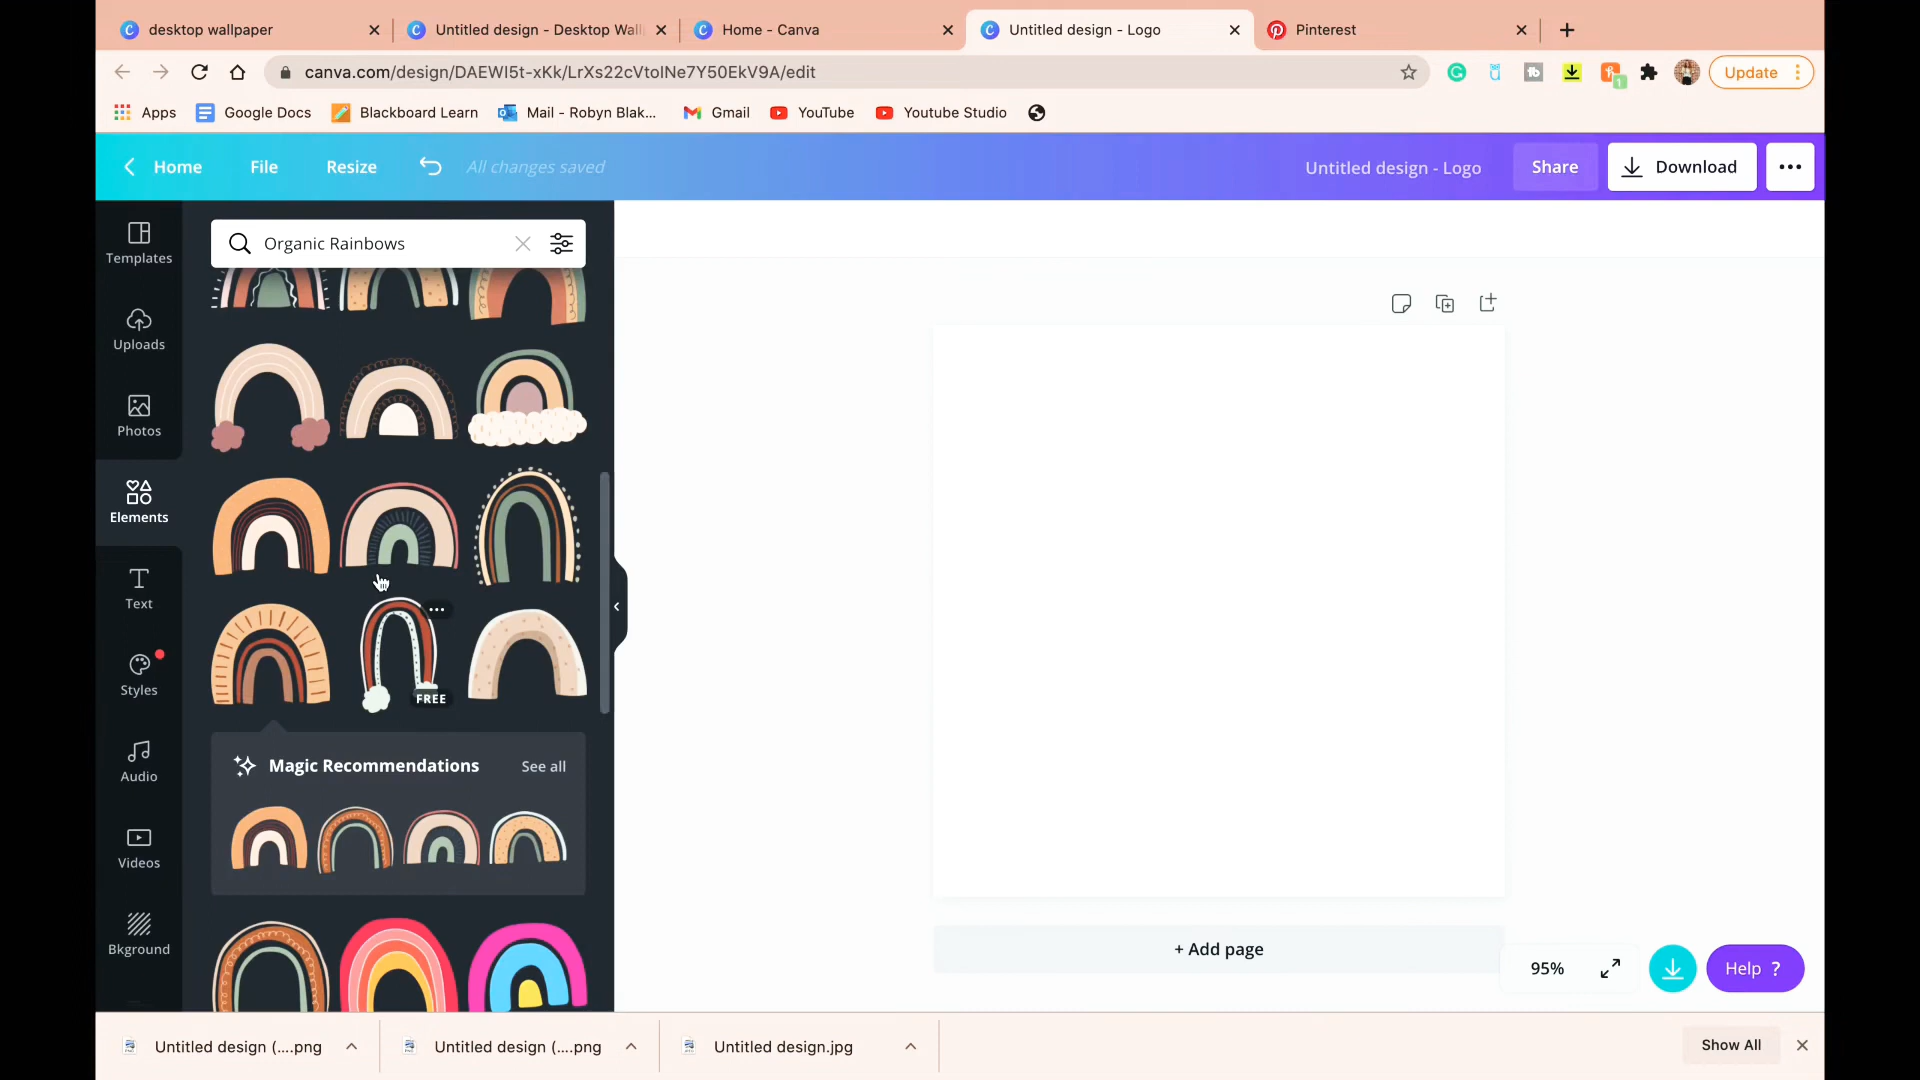 desktop wallpaper
Untitled design - Desktop Wall
Home - Canva
Untitled design - Logo
Pinterest
canva.com/design/DAEWI5t-xKk/LrXs22cVtoINe7Y50EkV9A/edit
1
Update
Apps
Google Docs
Blackboard Learn
Mail - Robyn Blak...
Gmail
YouTube
Youtube Studio
Home
File
Resize
All changes saved
Untitled design - Logo
Share
Download
Templates
Uploads
Photos
Elements
Text
Styles
Audio
Videos
Bkground
Organic Rainbows
FREE
Magic Recommendations
See all
+ Add page
95%
Help ?
Untitled design (....png
Untitled design (....png
Untitled design.jpg
Show All